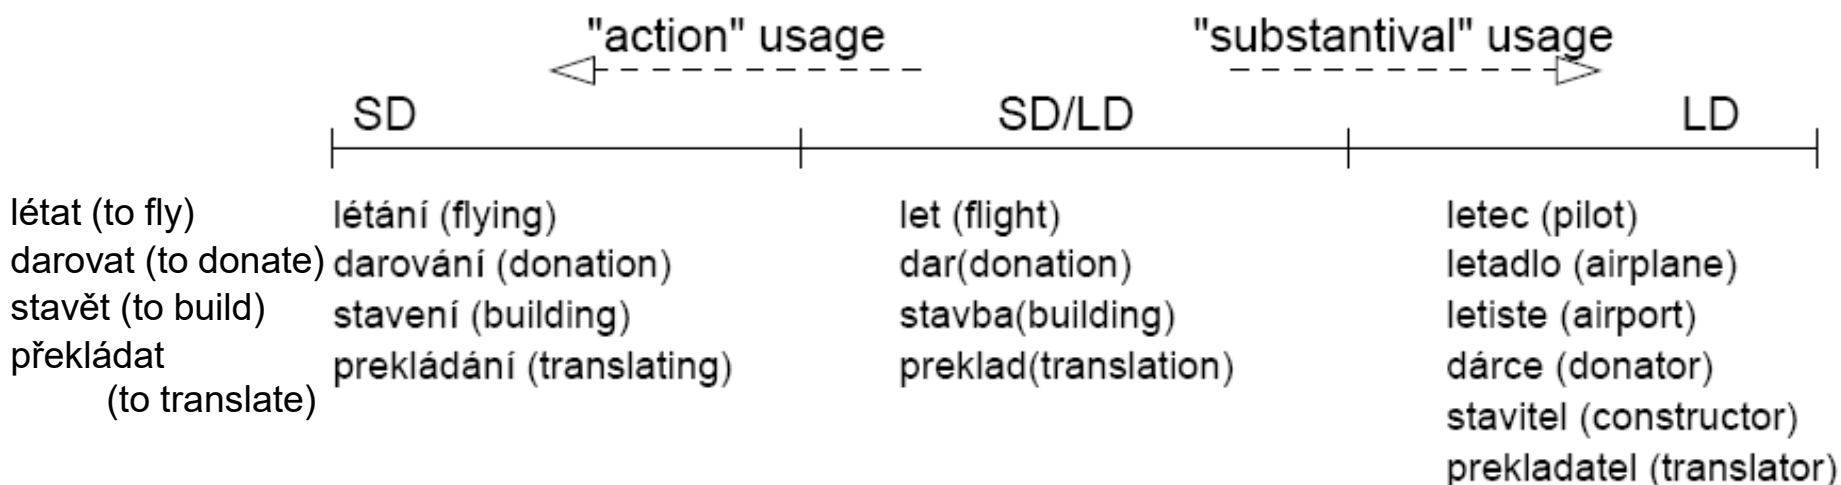 "action" usage "substantival" usage
SD SD/LD LD
létat (to fly) létání (flying) let (flight) letec (pilot)
darovat (to donate) darování (donation) dar(donation) letadlo (airplane)
stavět (to build) stavení (building) stavba(building) letiste (airport)
překládat prekládání (translating) preklad(translation) dárce (donator)
(to translate) stavitel (constructor)
prekladatel (translator)